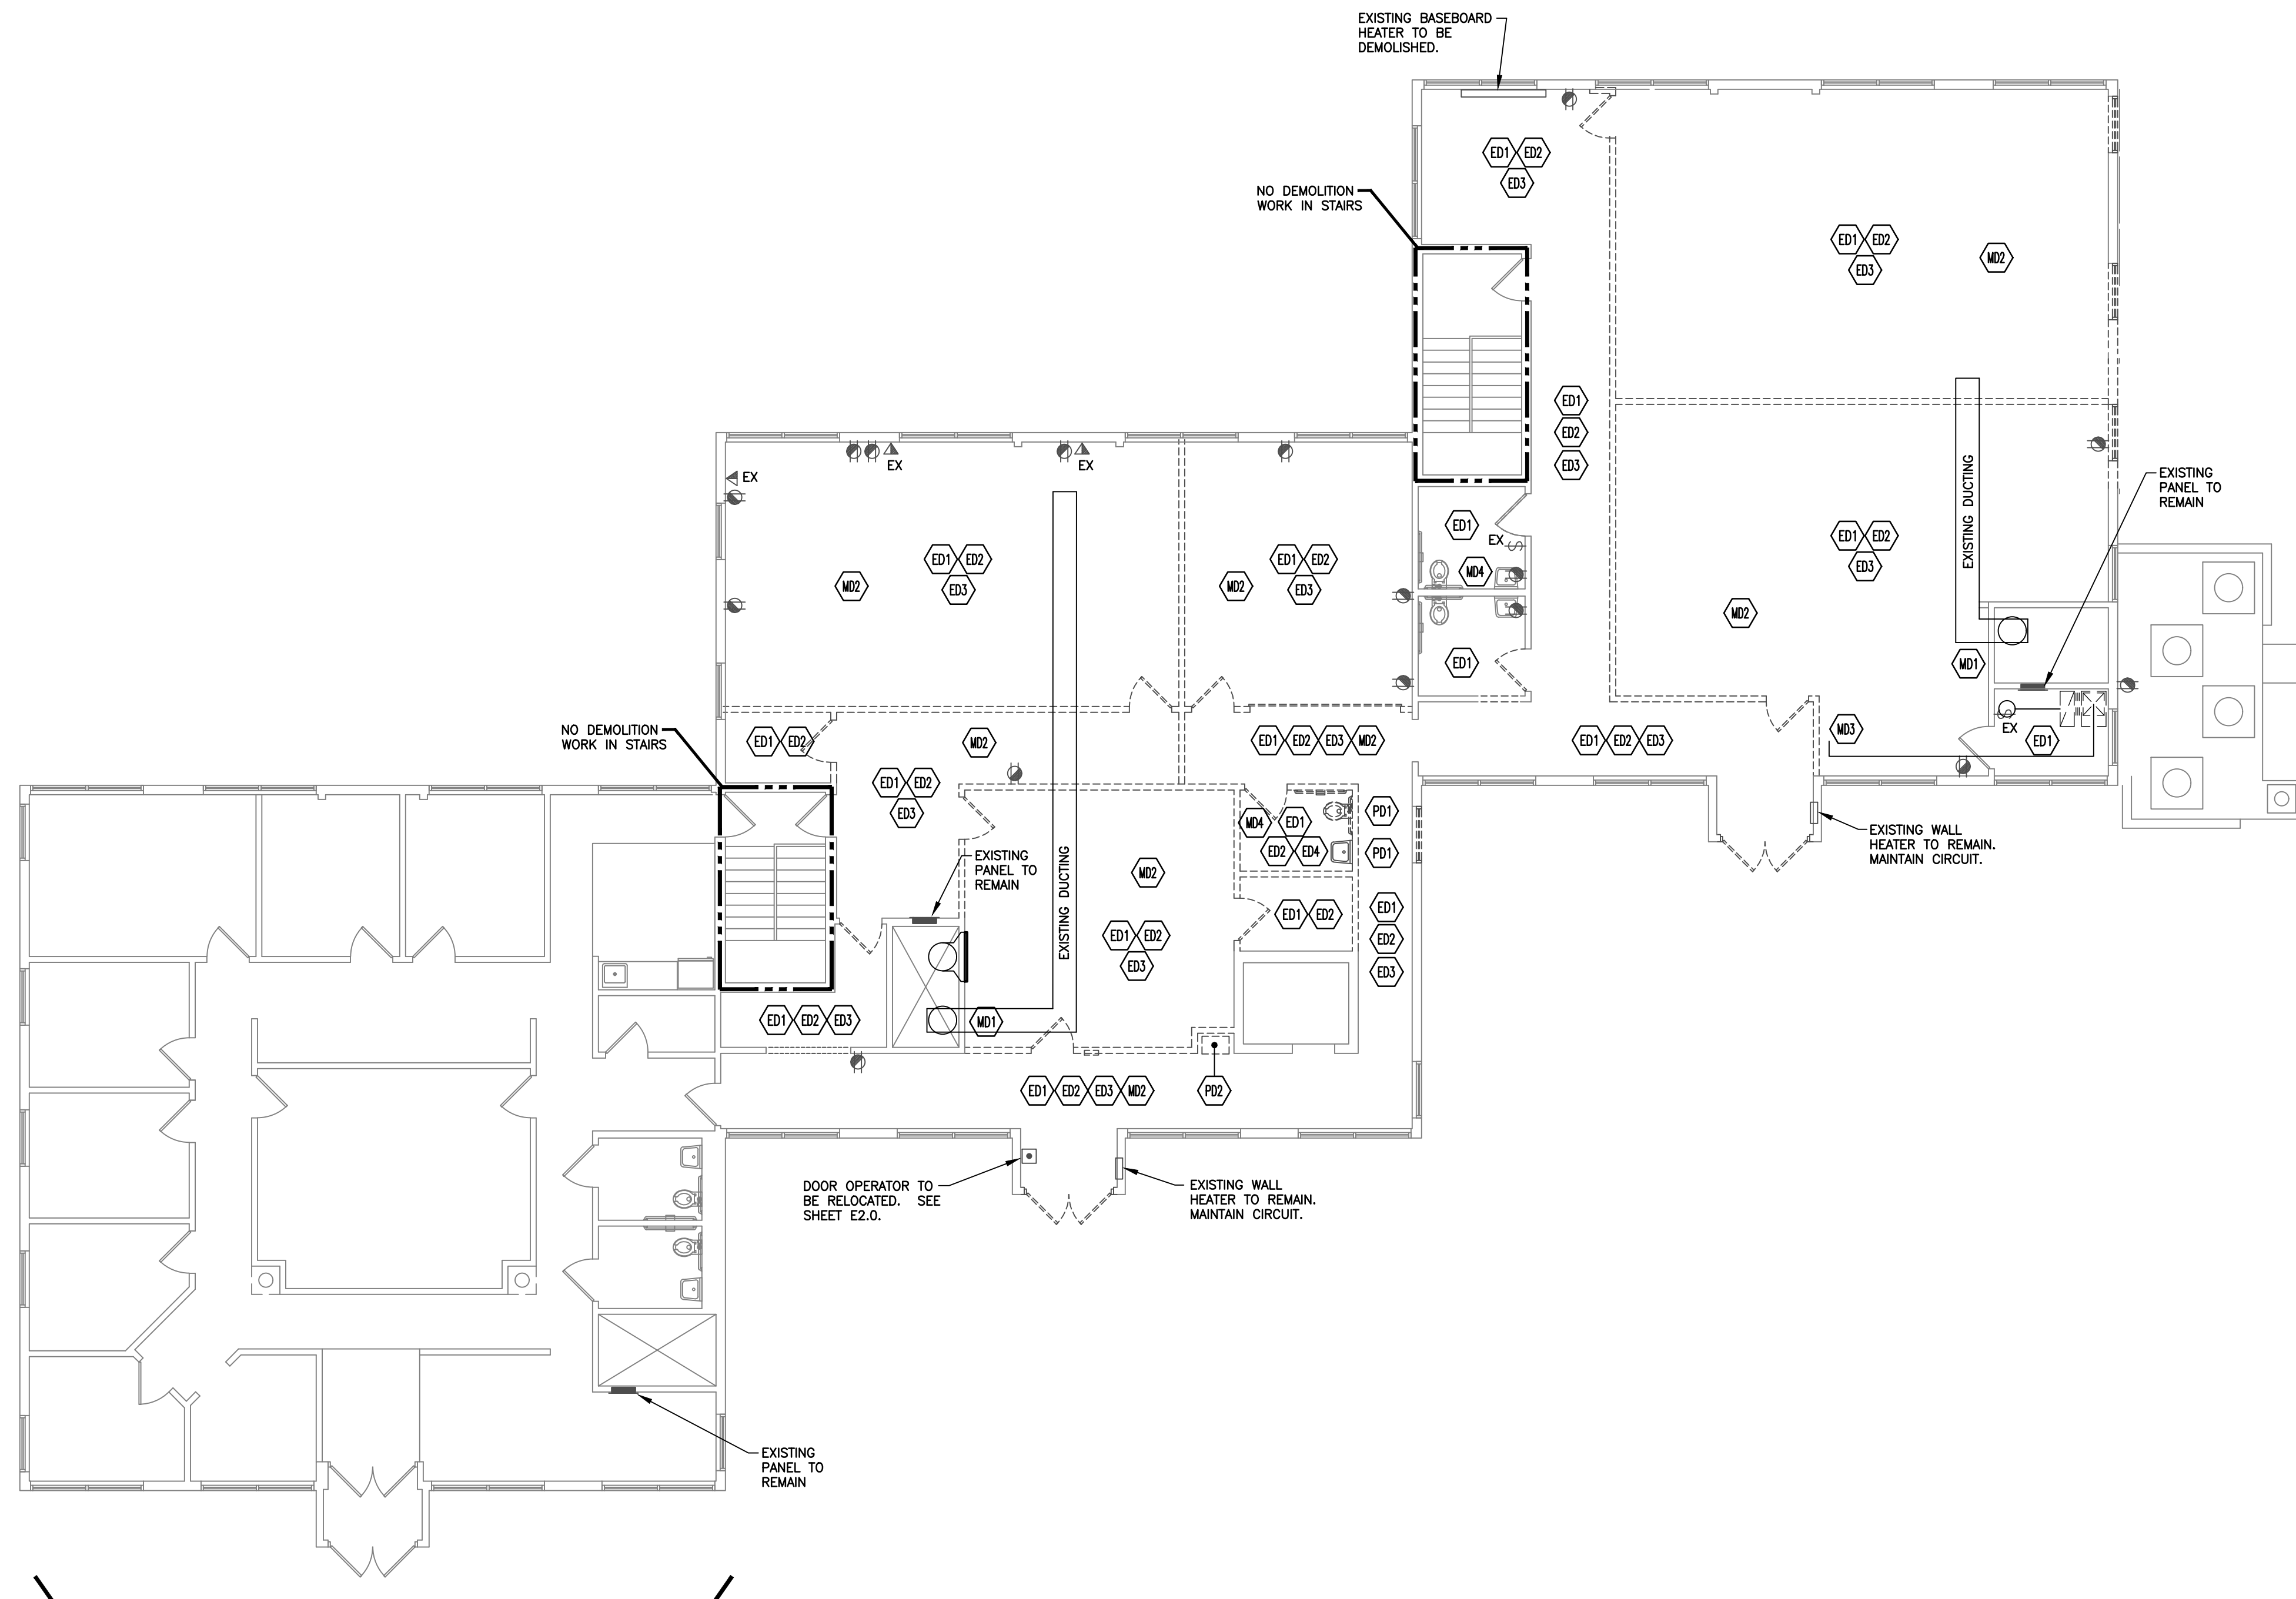 EXISTING BASEBOARD
HEATER TO BE
DEMOLISHED.
ED1 ED2
ED3
NO DEMOLITION
WORK IN STAIRS
ED1 ED2
ED3
MD2
ED1
ED2
ED3
EXISTING DUCTING
EXISTING
PANEL TO
REMAIN
EX
EX
EX
ED1
EX
MD4
ED1 ED2
ED3
MD2
ED1 ED2
ED3
MD2
ED1 ED2
ED3
MD2
ED1
MD1
NO DEMOLITION
WORK IN STAIRS
ED1 ED2
MD2
ED1 ED2 ED3 MD2
ED1 ED2 ED3
MD3
EX
ED1
ED1 ED2
ED3
MD4
ED1
ED2 ED4
PD1
PD1
EXISTING WALL
HEATER TO REMAIN.
MAINTAIN CIRCUIT.
EXISTING
PANEL TO
REMAIN
EXISTING DUCTING
MD2
ED1 ED2
ED3
ED1 ED2
ED1
ED2
ED3
ED1 ED2 ED3
MD1
ED1 ED2 ED3 MD2
PD2
DOOR OPERATOR TO
BE RELOCATED. SEE
SHEET E2.0.
EXISTING WALL
HEATER TO REMAIN.
MAINTAIN CIRCUIT.
EXISTING
PANEL TO
REMAIN